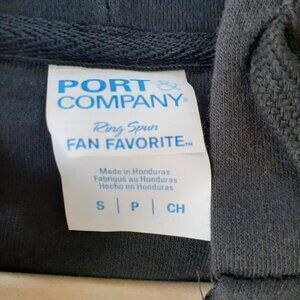 PORT &
COMPANY®
Ring Spun
FAN FAVORITE™
Made in Honduras
Fabriqué au Honduras
Hecho en Honduras
S | P | CH